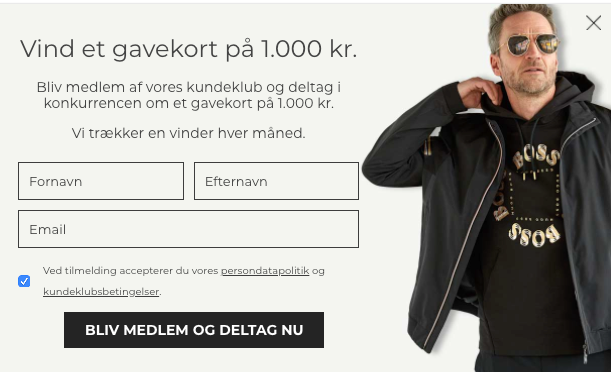 Vind et gavekort på 1.000 kr.
Bliv medlem af vores kundeklub og deltag i
konkurrencen om et gavekort på 1.000 kr.
Vi trækker en vinder hver måned.
Fornavn
Efternavn
Email
Ved tilmelding accepterer du vores persondatapolitik og
kundeklubsbetingelser.
BLIV MEDLEM OG DELTAG NU
BOSS
BOSS